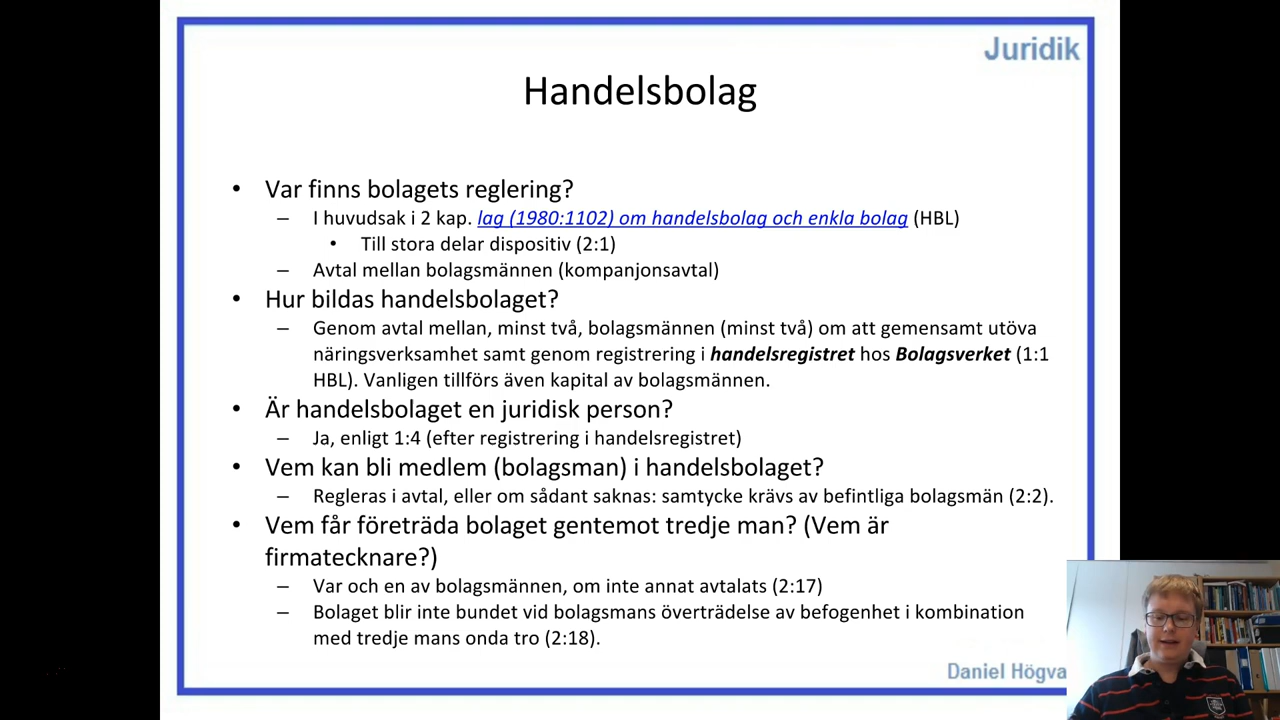 Juridik
Handelsbolag
• Var finns bolagets reglering?
– I huvudsak i 2 kap. lag (1980:1102) om handelsbolag och enkla bolag (HBL)
• Till stora delar dispositiv (2:1)
– Avtal mellan bolagsmännen (kompanjonsavtal)
• Hur bildas handelsbolaget?
– Genom avtal mellan, minst två, bolagsmännen (minst två) om att gemensamt utöva
näringsverksamhet samt genom registrering i handelsregistret hos Bolagsverket (1:1
HBL). Vanligen tillförs även kapital av bolagsmännen.
• Är handelsbolaget en juridisk person?
– Ja, enligt 1:4 (efter registrering i handelsregistret)
• Vem kan bli medlem (bolagsman) i handelsbolaget?
– Regleras i avtal, eller om sådant saknas: samtycke krävs av befintliga bolagsmän (2:2).
• Vem får företräda bolaget gentemot tredje man? (Vem är
firmatecknare?)
– Var och en av bolagsmännen, om inte annat avtalats (2:17)
– Bolaget blir inte bundet vid bolagsmans överträdelse av befogenhet i kombination
med tredje mans onda tro (2:18).
Daniel Högva